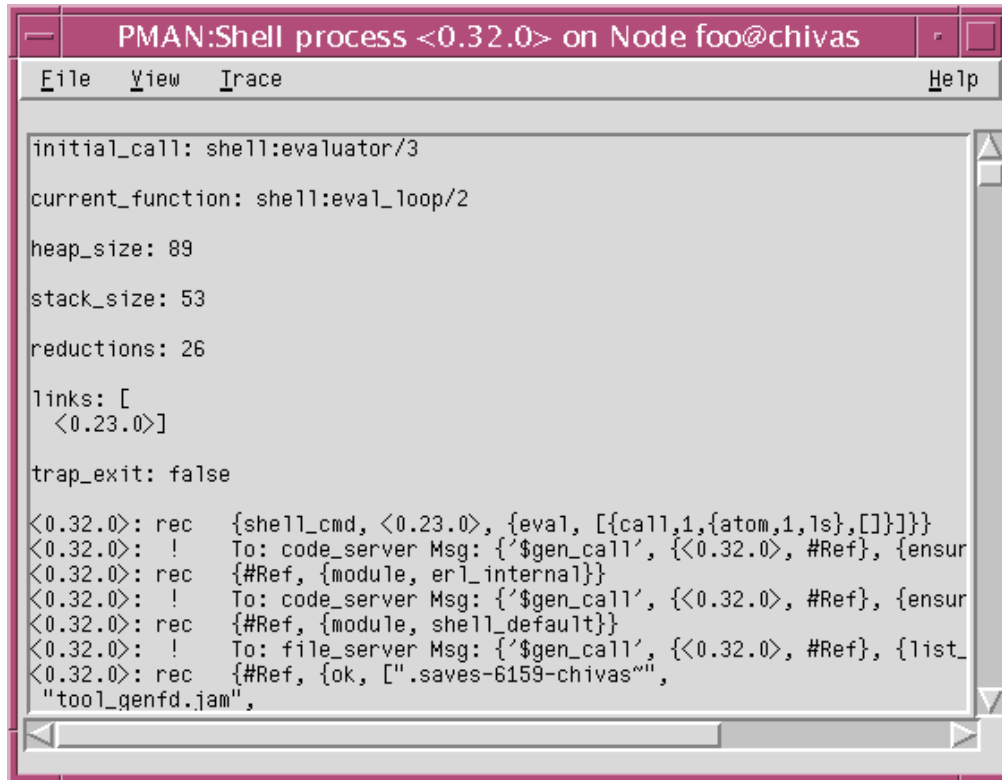 PMAN:Shell process <0.32.0> on Node foo@chivas
File View Trace Help
initial_call: shell:evaluator/3
current_function: shell:eval_loop/2
heap_size: 89
stack_size: 53
reductions: 26
links: [
<0.23.0>]
trap_exit: false
<0.32.0>: rec {shell_cmd, <0.23.0>, {eval, [{call,1,{atom,1,ls},[]}]}}
<0.32.0>: ! To: code_server Msg: {'$gen_call', {<0.32.0>, #Ref}, {ensur
<0.32.0>: rec {#Ref, {module, erl_internal}}
<0.32.0>: ! To: code_server Msg: {'$gen_call', {<0.32.0>, #Ref}, {ensur
<0.32.0>: rec {#Ref, {module, shell_default}}
<0.32.0>: ! To: file_server Msg: {'$gen_call', {<0.32.0>, #Ref}, {list_
<0.32.0>: rec {#Ref, {ok, [".saves-6159-chivas~",
"tool_genfd.jam",